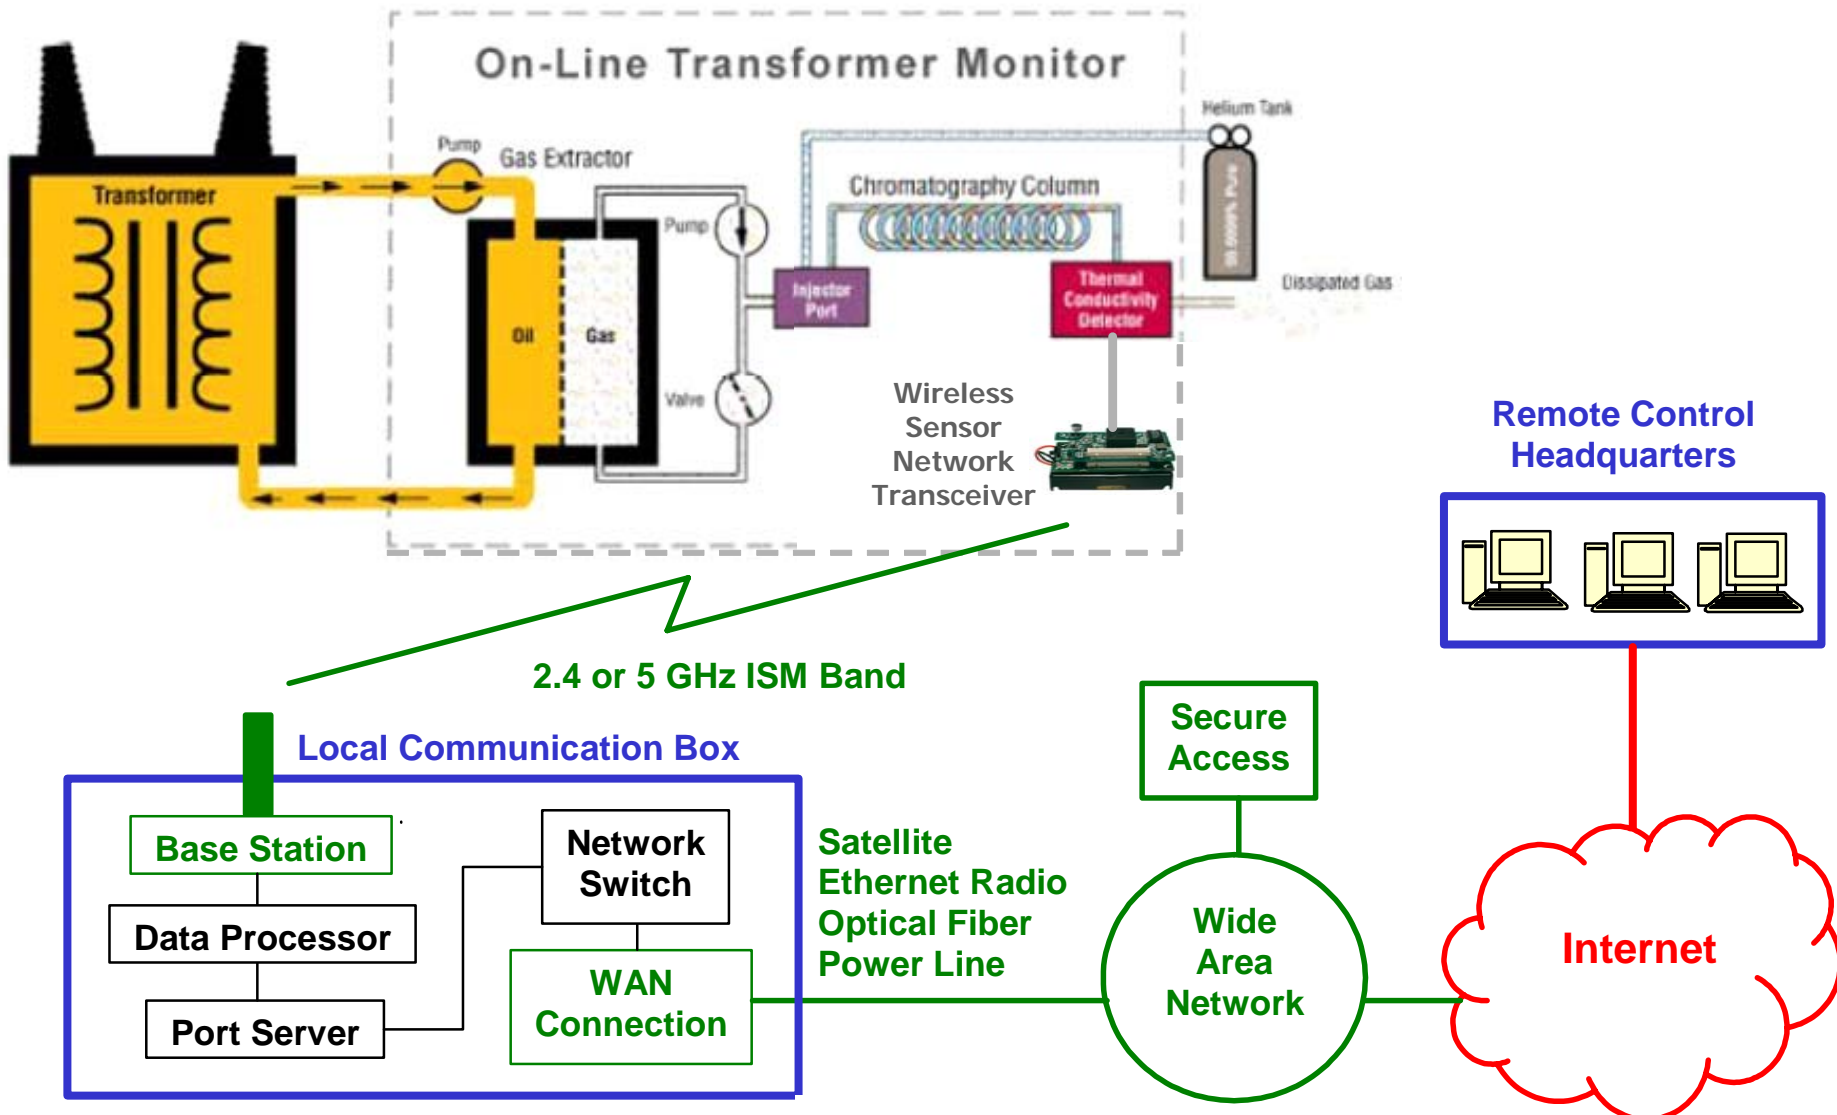 On-Line Transformer Monitor
Helium Tank
Pump
Gas Extractor
Transformer
Chromatography Column
Pump
Injector
Port
Thermal
Conductivity
Detector
Dissipated Gas
Oil
Gas
Valve
Wireless
Sensor
Network
Transceiver
Remote Control
Headquarters
2.4 or 5 GHz ISM Band
Local Communication Box
Secure
Access
Base Station
Network
Switch
Data Processor
Port Server
WAN
Connection
Satellite
Ethernet Radio
Optical Fiber
Power Line
Wide
Area
Network
Internet